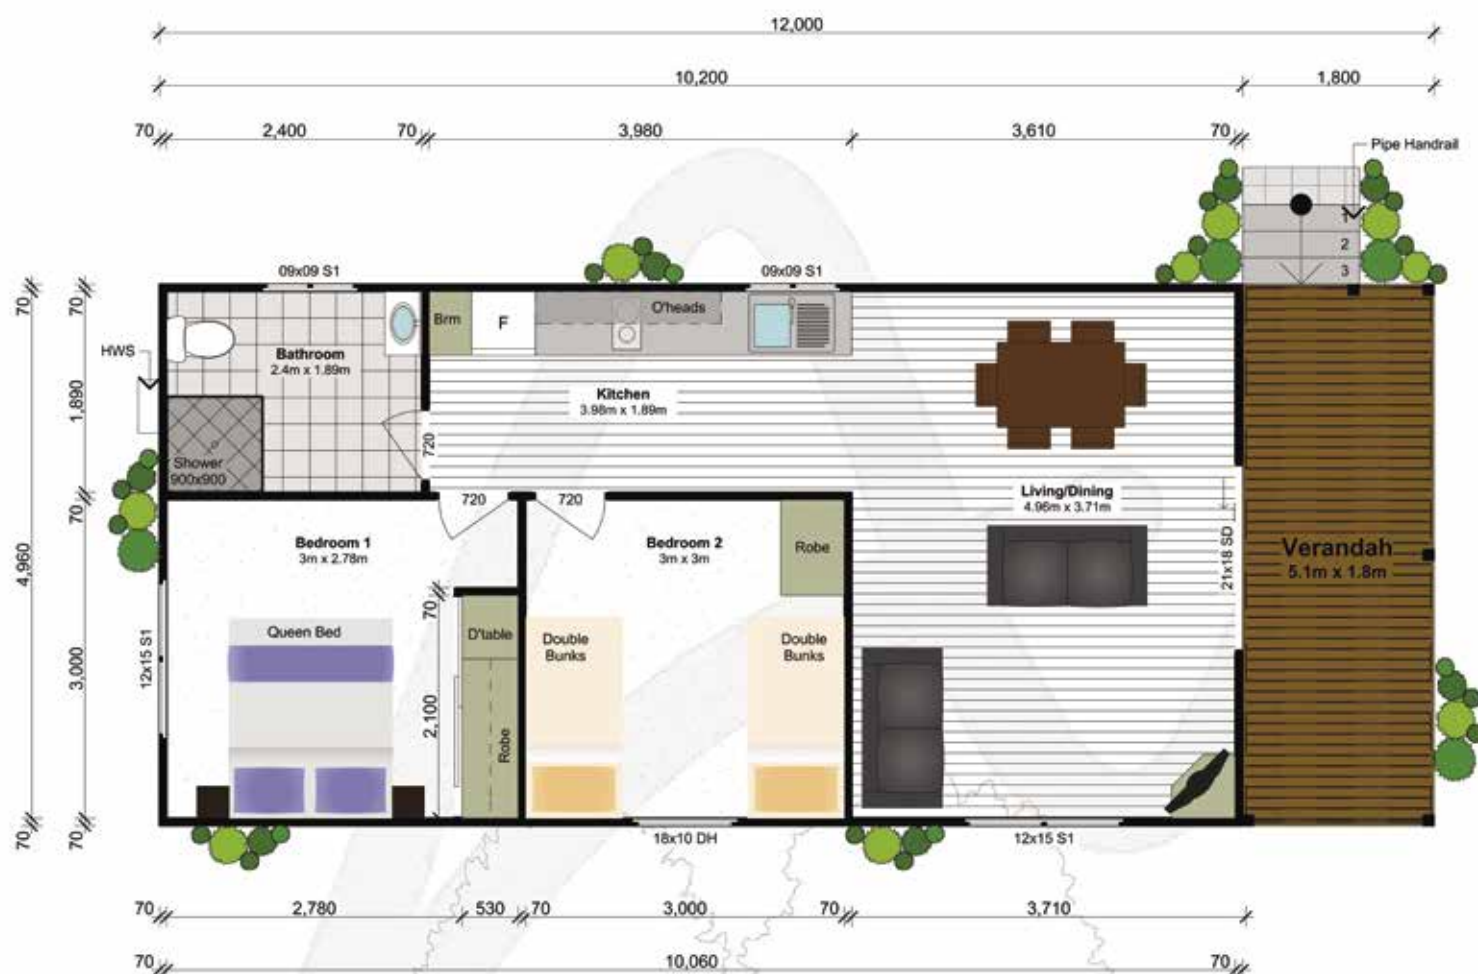 12,000
10,200
1,800
70
2,400
70
3,980
3,610
70
Pipe Handrail
1
2
3
09x09 S1
09x09 S1
70
70
HWS
1,890
70
4,960
3,000
70
70
Brm
F
O'heads
Bathroom
2.4m x 1.89m
Kitchen
3.98m x 1.89m
720
Shower
900x900
720
720
Living/Dining
4.96m x 3.71m
21x18 SD
Verandah
5.1m x 1.8m
Bedroom 1
3m x 2.78m
Bedroom 2
3m x 3m
Robe
12x15 S1
Queen Bed
70
D'table
2,100
Robe
Double
Bunks
Double
Bunks
18x10 DH
12x15 S1
70
2,780
530
70
3,000
70
3,710
70
10,060
70